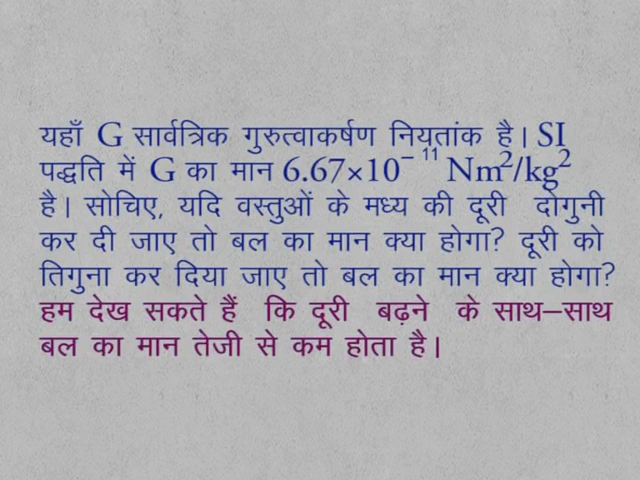 यहाँ G सार्वत्रिक गुरुत्वाकर्षण नियतांक है। SI
पद्धति में G का मान 6.67×10⁻¹¹ Nm²/kg²
है। सोचिए, यदि वस्तुओं के मध्य की दूरी दोगुनी
कर दी जाए तो बल का मान क्या होगा? दूरी को
तिगुना कर दिया जाए तो बल का मान क्या होगा?
हम देख सकते हैं कि दूरी बढ़ने के साथ–साथ
बल का मान तेजी से कम होता है।